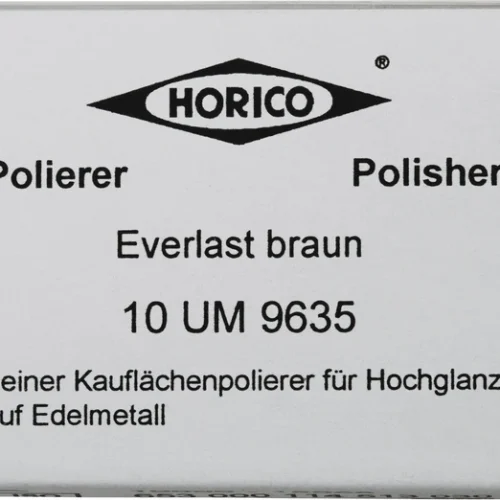 HORICO ®
Polierer Polisher
Everlast braun
10 UM 9635
einer Kauflächenpolierer für Hochglanz
uf Edelmetall